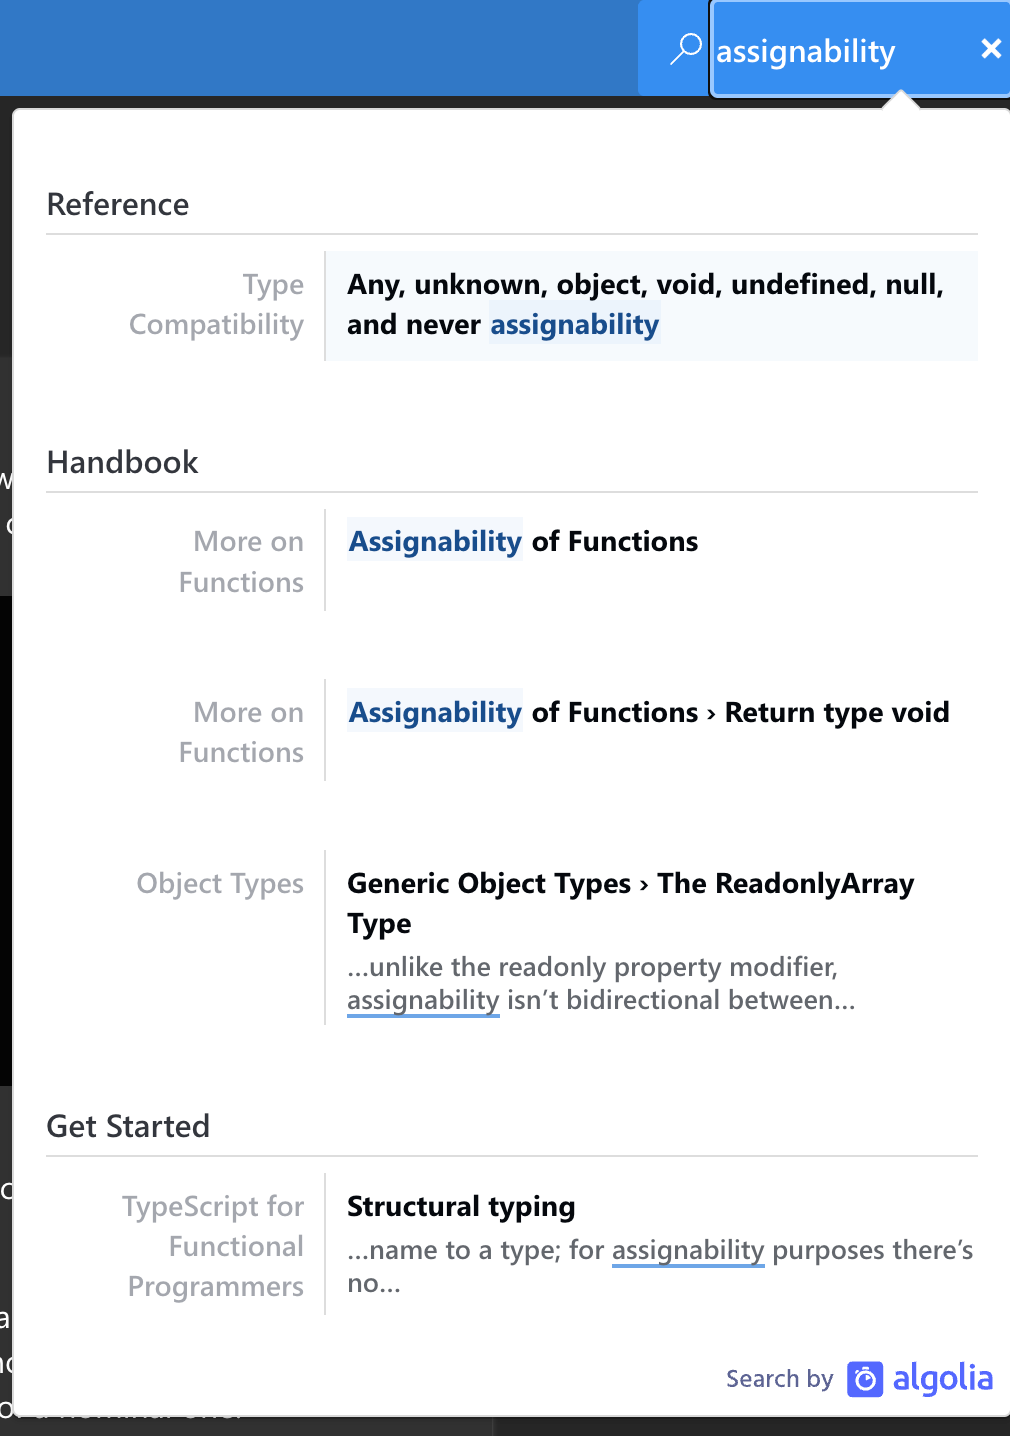 assignability
Reference
Type
Compatibility
Any, unknown, object, void, undefined, null,
and never assignability
Handbook
More on
Functions
Assignability of Functions
More on
Functions
Assignability of Functions › Return type void
Object Types
Generic Object Types › The ReadonlyArray
Type
...unlike the readonly property modifier,
assignability isn’t bidirectional between...
Get Started
TypeScript for
Functional
Programmers
Structural typing
...name to a type; for assignability purposes there’s
no...
Search by algolia